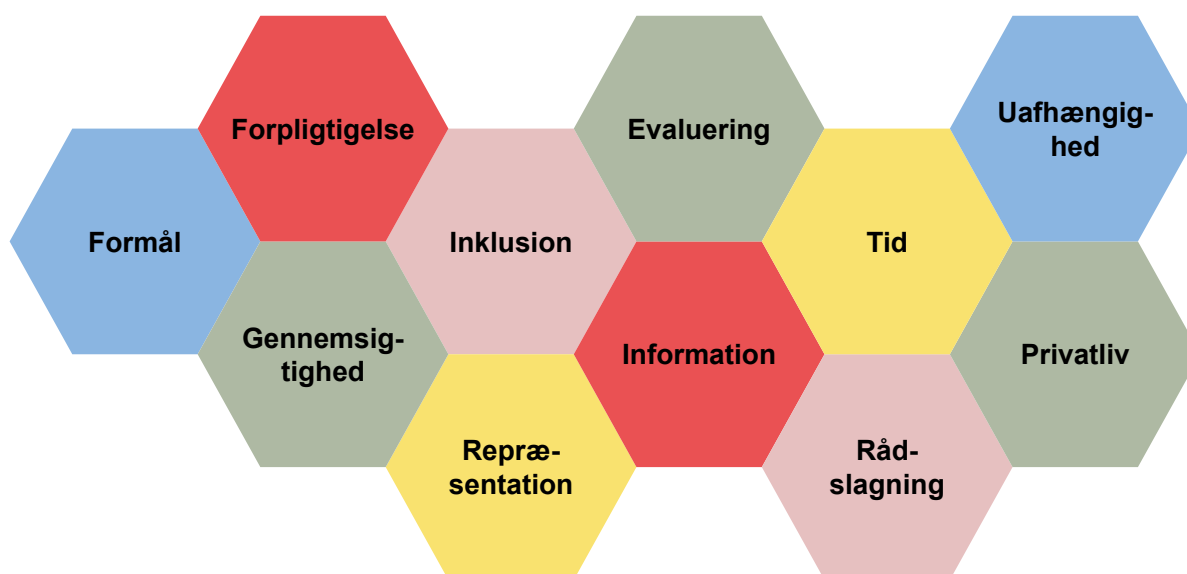 Forpligtigelse
Evaluering
Uafhængig-
hed
Formål
Inklusion
Tid
Gennemsig-
tighed
Information
Privatliv
Repræ-
sentation
Råd-
slagning